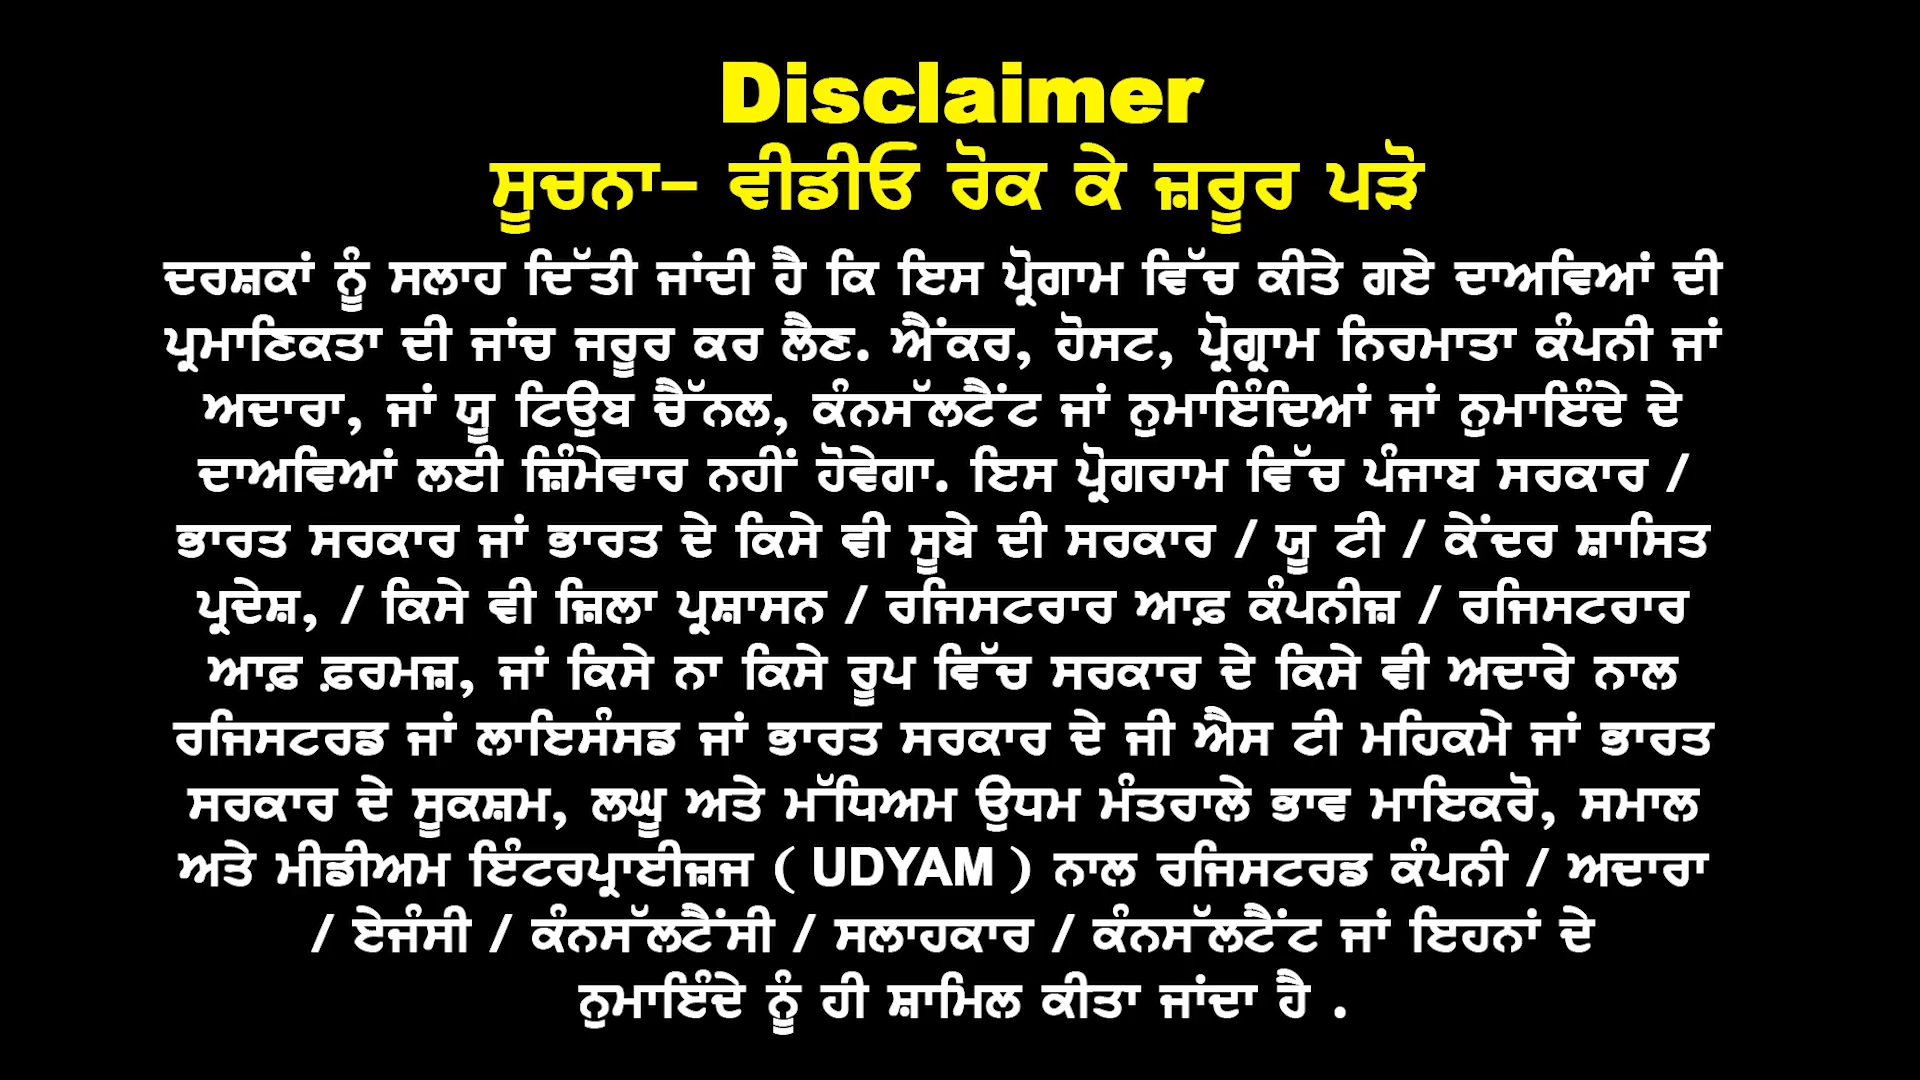 Disclaimer
ਸੂਚਨਾ- ਵੀਡੀਓ ਰੋਕ ਕੇ ਜ਼ਰੂਰ ਪੜੋ
ਦਰਸ਼ਕਾਂ ਨੂੰ ਸਲਾਹ ਦਿੱਤੀ ਜਾਂਦੀ ਹੈ ਕਿ ਇਸ ਪ੍ਰੋਗਾਮ ਵਿੱਚ ਕੀਤੇ ਗਏ ਦਾਅਵਿਆਂ ਦੀ
ਪ੍ਰਮਾਣਿਕਤਾ ਦੀ ਜਾਂਚ ਜਰੂਰ ਕਰ ਲੈਣ. ਐਂਕਰ, ਹੋਸਟ, ਪ੍ਰੋਗ੍ਰਾਮ ਨਿਰਮਾਤਾ ਕੰਪਨੀ ਜਾਂ
ਅਦਾਰਾ, ਜਾਂ ਯੂ ਟਿਉਬ ਚੈੱਨਲ, ਕੰਨਸੱਲਟੈਂਟ ਜਾਂ ਨੁਮਾਇੰਦਿਆਂ ਜਾਂ ਨੁਮਾਇੰਦੇ ਦੇ
ਦਾਅਵਿਆਂ ਲਈ ਜ਼ਿੰਮੇਵਾਰ ਨਹੀਂ ਹੋਵੇਗਾ. ਇਸ ਪ੍ਰੋਗਰਾਮ ਵਿੱਚ ਪੰਜਾਬ ਸਰਕਾਰ /
ਭਾਰਤ ਸਰਕਾਰ ਜਾਂ ਭਾਰਤ ਦੇ ਕਿਸੇ ਵੀ ਸੂਬੇ ਦੀ ਸਰਕਾਰ / ਯੂ ਟੀ / ਕੇਂਦਰ ਸ਼ਾਸਿਤ
ਪ੍ਰਦੇਸ਼, / ਕਿਸੇ ਵੀ ਜ਼ਿਲਾ ਪ੍ਰਸ਼ਾਸਨ / ਰਜਿਸਟਰਾਰ ਆਫ਼ ਕੰਪਨੀਜ਼ / ਰਜਿਸਟਰਾਰ
ਆਫ਼ ਫ਼ਰਮਜ਼, ਜਾਂ ਕਿਸੇ ਨਾ ਕਿਸੇ ਰੂਪ ਵਿੱਚ ਸਰਕਾਰ ਦੇ ਕਿਸੇ ਵੀ ਅਦਾਰੇ ਨਾਲ
ਰਜਿਸਟਰਡ ਜਾਂ ਲਾਇਸੰਸਡ ਜਾਂ ਭਾਰਤ ਸਰਕਾਰ ਦੇ ਜੀ ਐਸ ਟੀ ਮਹਿਕਮੇ ਜਾਂ ਭਾਰਤ
ਸਰਕਾਰ ਦੇ ਸੂਕਸ਼ਮ, ਲਘੂ ਅਤੇ ਮੱਧਿਅਮ ਉਧਮ ਮੰਤਰਾਲੇ ਭਾਵ ਮਾਇਕਰੋ, ਸਮਾਲ
ਅਤੇ ਮੀਡੀਅਮ ਇੰਟਰਪ੍ਰਾਈਜ਼ਜ ( UDYAM ) ਨਾਲ ਰਜਿਸਟਰਡ ਕੰਪਨੀ / ਅਦਾਰਾ
/ ਏਜੰਸੀ / ਕੰਨਸੱਲਟੈਂਸੀ / ਸਲਾਹਕਾਰ / ਕੰਨਸੱਲਟੈਂਟ ਜਾਂ ਇਹਨਾਂ ਦੇ
ਨੁਮਾਇੰਦੇ ਨੂੰ ਹੀ ਸ਼ਾਮਿਲ ਕੀਤਾ ਜਾਂਦਾ ਹੈ .